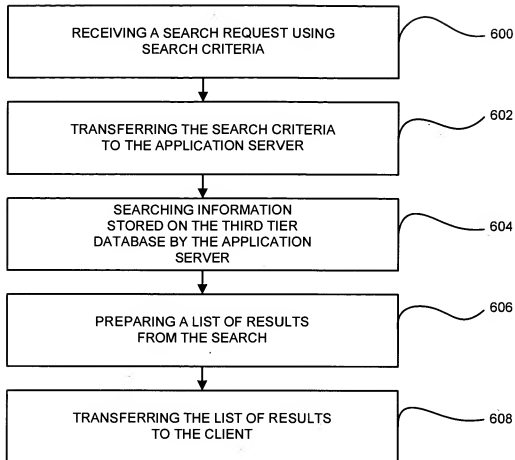 RECEIVING A SEARCH REQUEST USING
SEARCH CRITERIA
600
TRANSFERRING THE SEARCH CRITERIA
TO THE APPLICATION SERVER
602
SEARCHING INFORMATION
STORED ON THE THIRD TIER
DATABASE BY THE APPLICATION
SERVER
604
PREPARING A LIST OF RESULTS
FROM THE SEARCH
606
TRANSFERRING THE LIST OF RESULTS
TO THE CLIENT
608